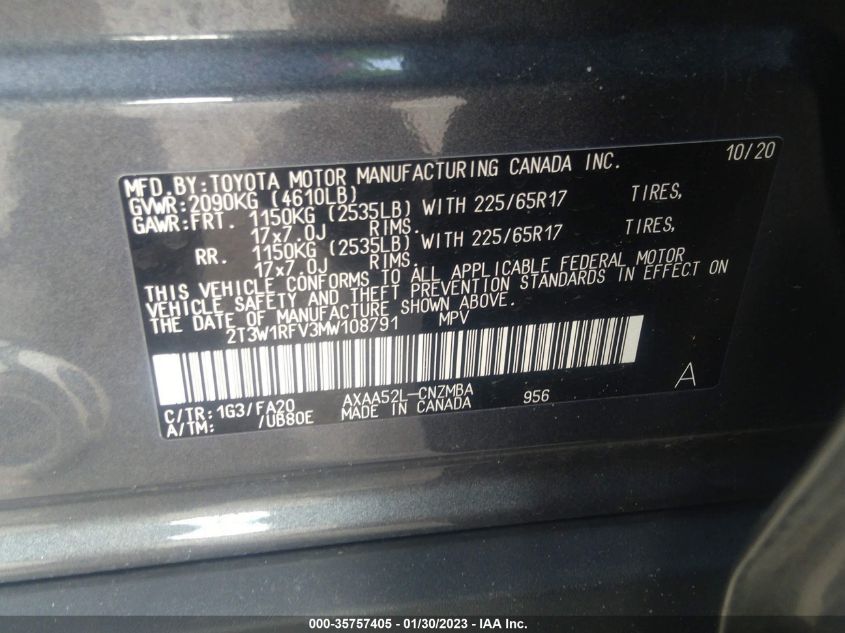 10/20
MFD.BY:TOYOTA MOTOR MANUFACTURING CANADA INC.
GVWR:2090KG (4610LB)
GAWR:FRT. 1150KG (2535LB) WITH 225/65R17 TIRES,
17x7.0J RIMS.
RR. 1150KG (2535LB) WITH 225/65R17 TIRES,
17x7.0J RIMS.
THIS VEHICLE CONFORMS TO ALL APPLICABLE FEDERAL MOTOR
VEHICLE SAFETY AND THEFT PREVENTION STANDARDS IN EFFECT ON
THE DATE OF MANUFACTURE SHOWN ABOVE.
2T3W1RFV3MW108791 MPV
A
C/TR:1G3/FA20 AXAA52L-CNZMBA 956
A/TM: /UB80E MADE IN CANADA
000-35757405 - 01/30/2023 - IAA Inc.